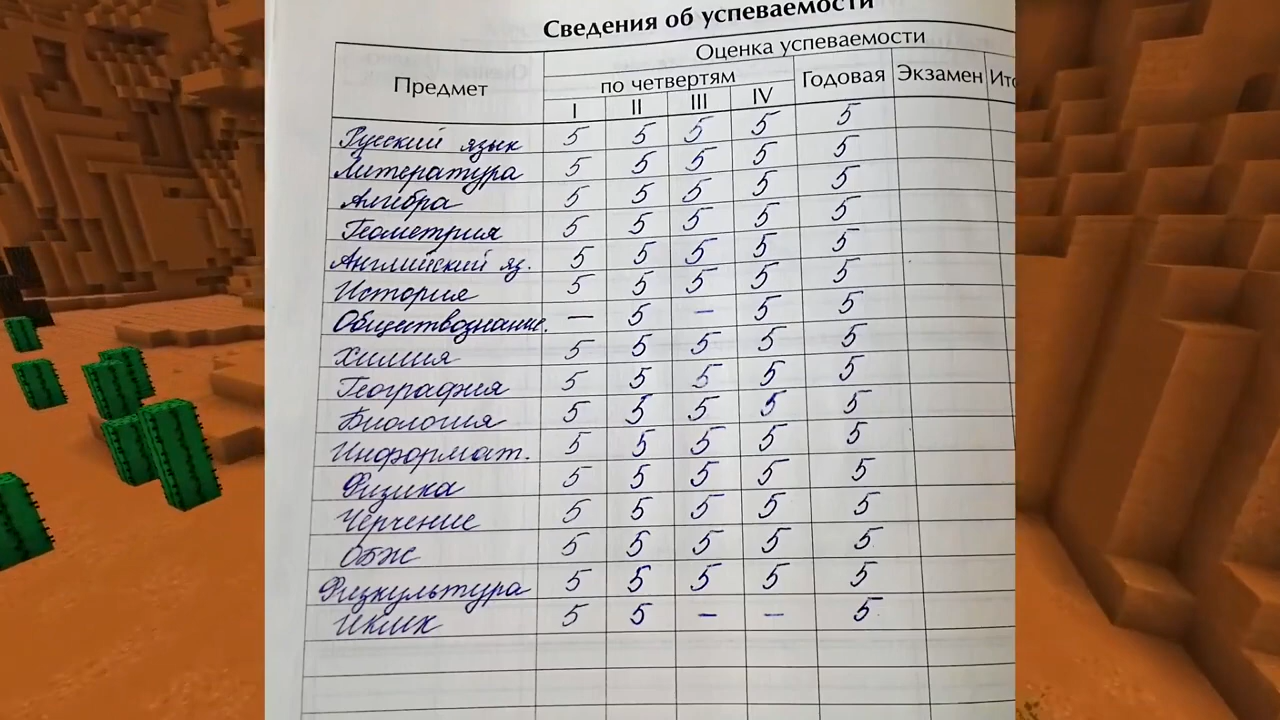 Сведения об успеваемости
Предмет
Оценка успеваемости
по четвертям
Годовая
Экзамен
I II III IV
Русский язык 5 5 5 5 5
Литература 5 5 5 5 5
Алгебра 5 5 5 5 5
Геометрия 5 5 5 5 5
Английский яз. 5 5 5 5 5
История 5 5 5 5 5
Обществознание. — 5 — 5 5
Химия 5 5 5 5 5
География 5 5 5 5 5
Биология 5 5 5 5 5
Информат. 5 5 5 5 5
Физика 5 5 5 5 5
Черчение 5 5 5 5 5
ОБЖ 5 5 5 5 5
Физкультура 5 5 5 5 5
ИКМК 5 5 — — 5